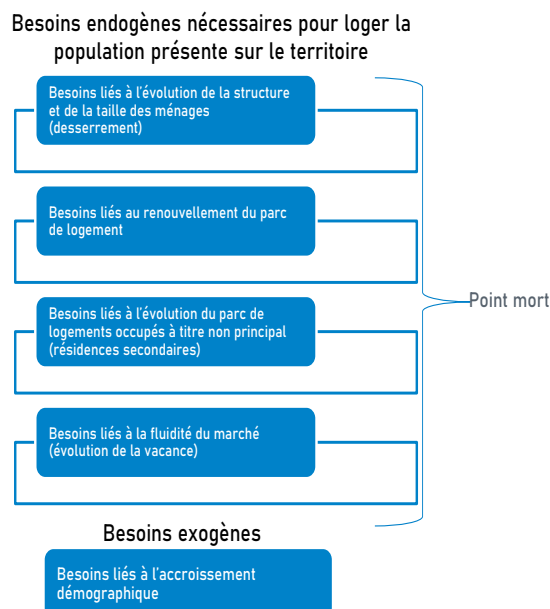 Besoins endogènes nécessaires pour loger la
population présente sur le territoire
Besoins liés à l'évolution de la structure
et de la taille des ménages
(desserrement)
Besoins liés au renouvellement du parc
de logement
Besoins liés à l'évolution du parc de
logements occupés à titre non principal
(résidences secondaires)
Besoins liés à la fluidité du marché
(évolution de la vacance)
Point mort
Besoins exogènes
Besoins liés à l'accroissement
démographique